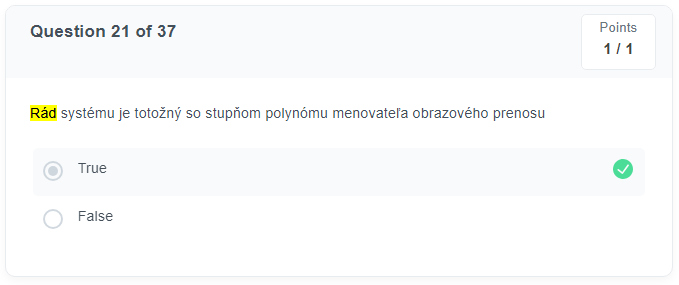 Question 21 of 37
Points
1 / 1
Rád systému je totožný so stupňom polynómu menovateľa obrazového prenosu
True
False